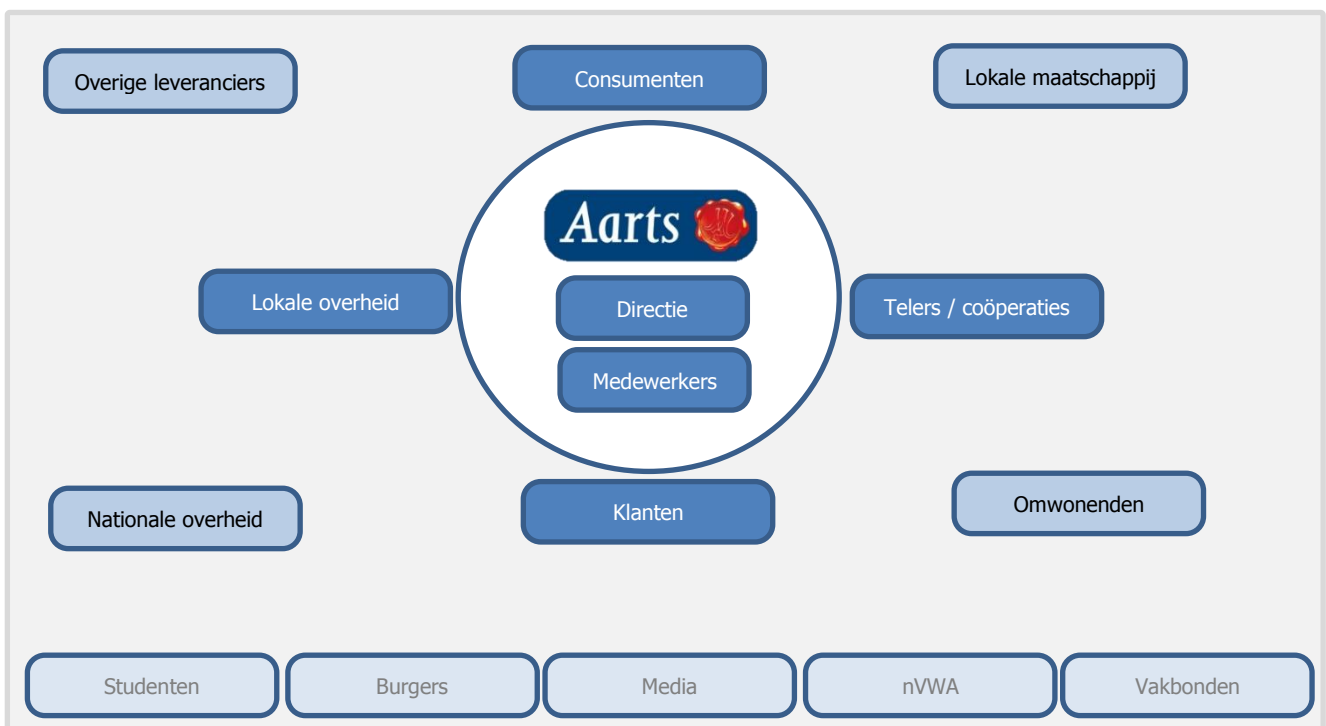 Overige leveranciers
Consumenten
Lokale maatschappij
Aarts
Lokale overheid
Directie
Telers / coöperaties
Medewerkers
Nationale overheid
Klanten
Omwonenden
Studenten
Burgers
Media
nVWA
Vakbonden